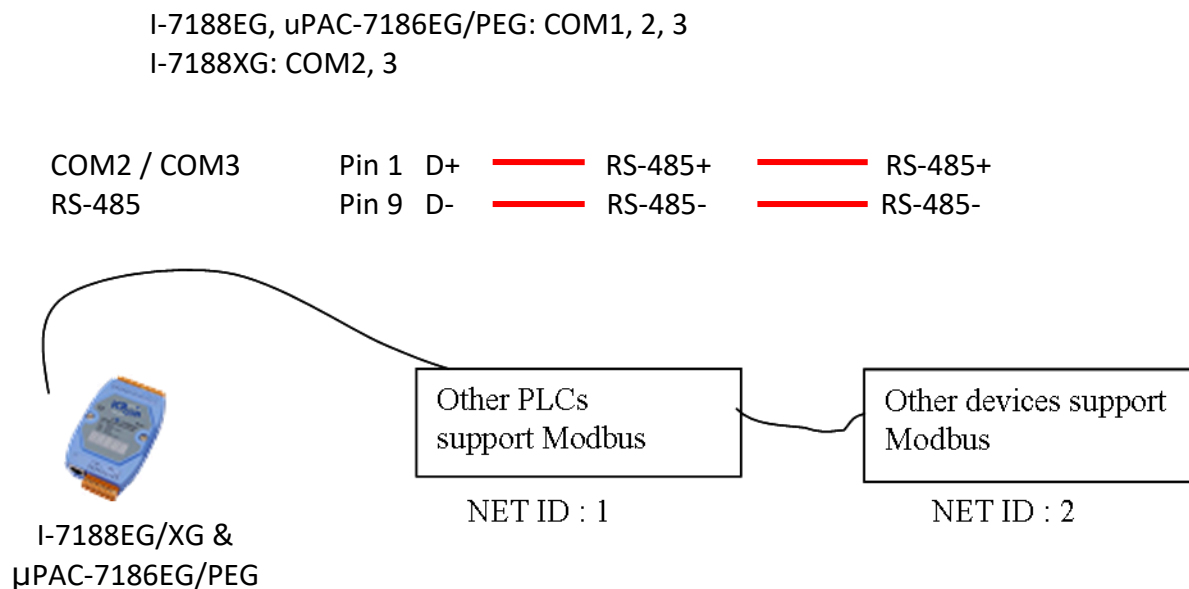 I-7188EG, uPAC-7186EG/PEG: COM1, 2, 3
I-7188XG: COM2, 3
COM2 / COM3 Pin 1 D+ RS-485+ RS-485+
RS-485 Pin 9 D- RS-485- RS-485-
Other PLCs
support Modbus
Other devices support
Modbus
NET ID : 1
NET ID : 2
I-7188EG/XG &
µPAC-7186EG/PEG